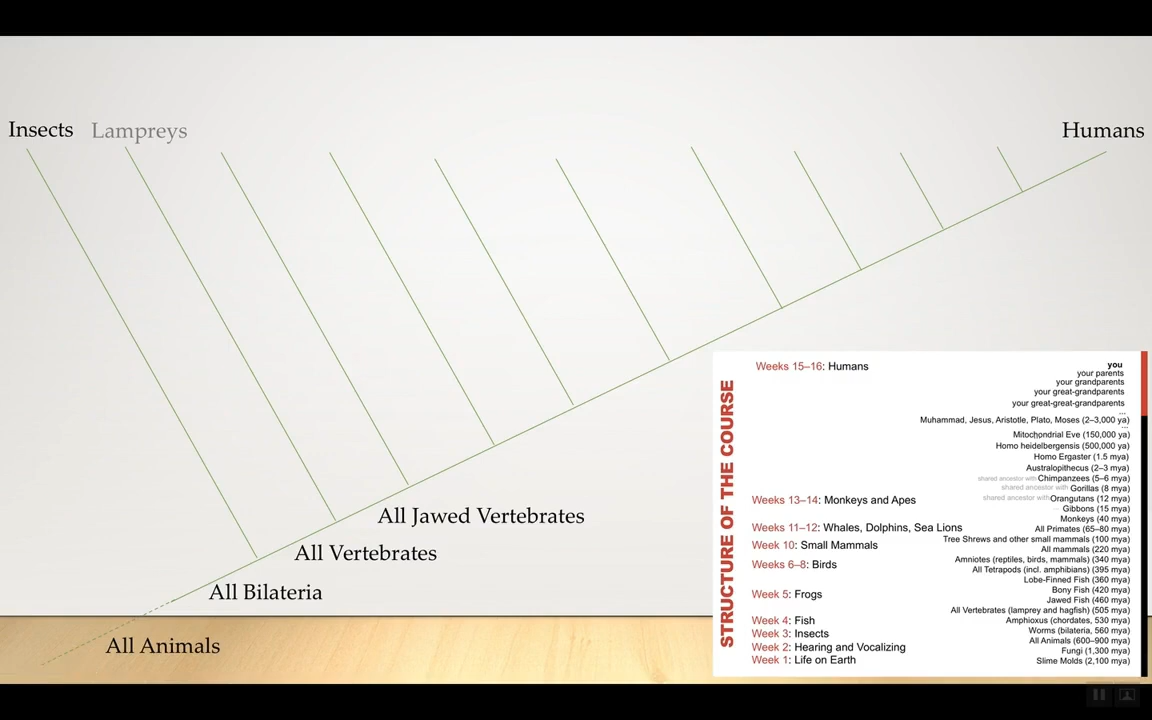 Insects Lampreys Humans
All Jawed Vertebrates
All Vertebrates
All Bilateria
All Animals
STRUCTURE OF THE COURSE
Weeks 15–16: Humans
Weeks 13–14: Monkeys and Apes
Weeks 11–12: Whales, Dolphins, Sea Lions
Week 10: Small Mammals
Weeks 6–8: Birds
Week 5: Frogs
Week 4: Fish
Week 3: Insects
Week 2: Hearing and Vocalizing
Week 1: Life on Earth
you
your parents
your grandparents
your great-grandparents
your great-great-grandparents
...
Muhammad, Jesus, Aristotle, Plato, Moses (2–3,000 ya)
...
Mitochondrial Eve (150,000 ya)
Homo heidelbergensis (500,000 ya)
Homo Ergaster (1.5 mya)
Australopithecus (2–3 mya)
shared ancestor with Chimpanzees (5–6 mya)
shared ancestor with Gorillas (8 mya)
shared ancestor with Orangutans (12 mya)
Gibbons (15 mya)
Monkeys (40 mya)
All Primates (65–80 mya)
Tree Shrews and other small mammals (100 mya)
All mammals (220 mya)
Amniotes (reptiles, birds, mammals) (340 mya)
All Tetrapods (incl. amphibians) (395 mya)
Lobe-Finned Fish (360 mya)
Bony Fish (420 mya)
Jawed Fish (460 mya)
All Vertebrates (lamprey and hagfish) (505 mya)
Amphioxus (chordates, 530 mya)
Worms (bilateria, 560 mya)
All Animals (600–900 mya)
Fungi (1,300 mya)
Slime Molds (2,100 mya)